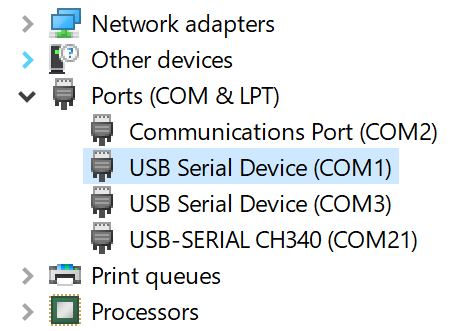 Network adapters
Other devices
Ports (COM & LPT)
Communications Port (COM2)
USB Serial Device (COM1)
USB Serial Device (COM3)
USB-SERIAL CH340 (COM21)
Print queues
Processors